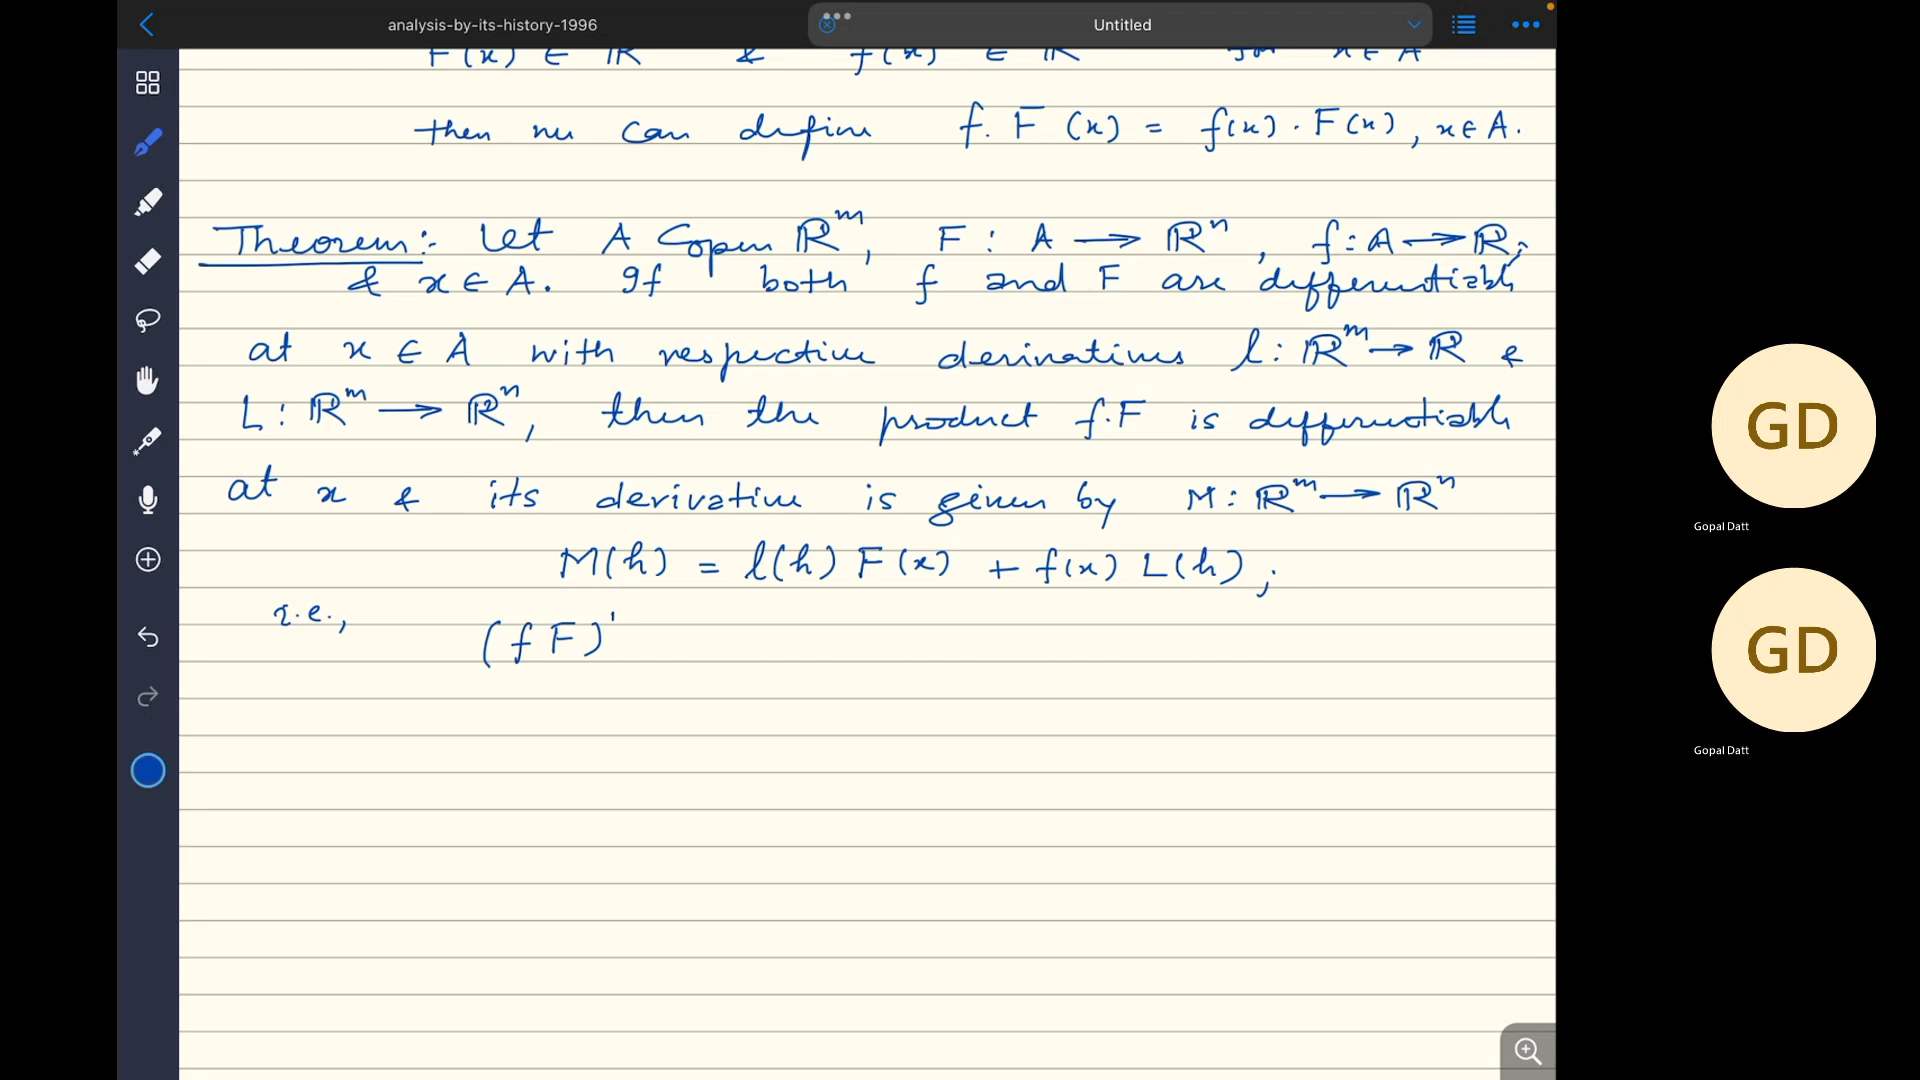 analysis-by-its-history-1996
Untitled
F(x) ∈ ℝ & f(x) ∈ ℝ for x ∈ A
then we can define f. F (x) = f(x) . F(x), x ∈ A.
Theorem:- Let A ⊂open ℝ^m, F : A → ℝ^n, f : A → ℝ;
& x ∈ A. If both f and F are differentiable
at x ∈ A with respective derivatives l : ℝ^m → ℝ &
L : ℝ^m → ℝ^n, then the product f.F is differentiable
at x & its derivative is given by M : ℝ^m → ℝ^n
M(h) = l(h) F(x) + f(x) L(h);
i.e., (f F)'
GD
Gopal Datt
GD
Gopal Datt